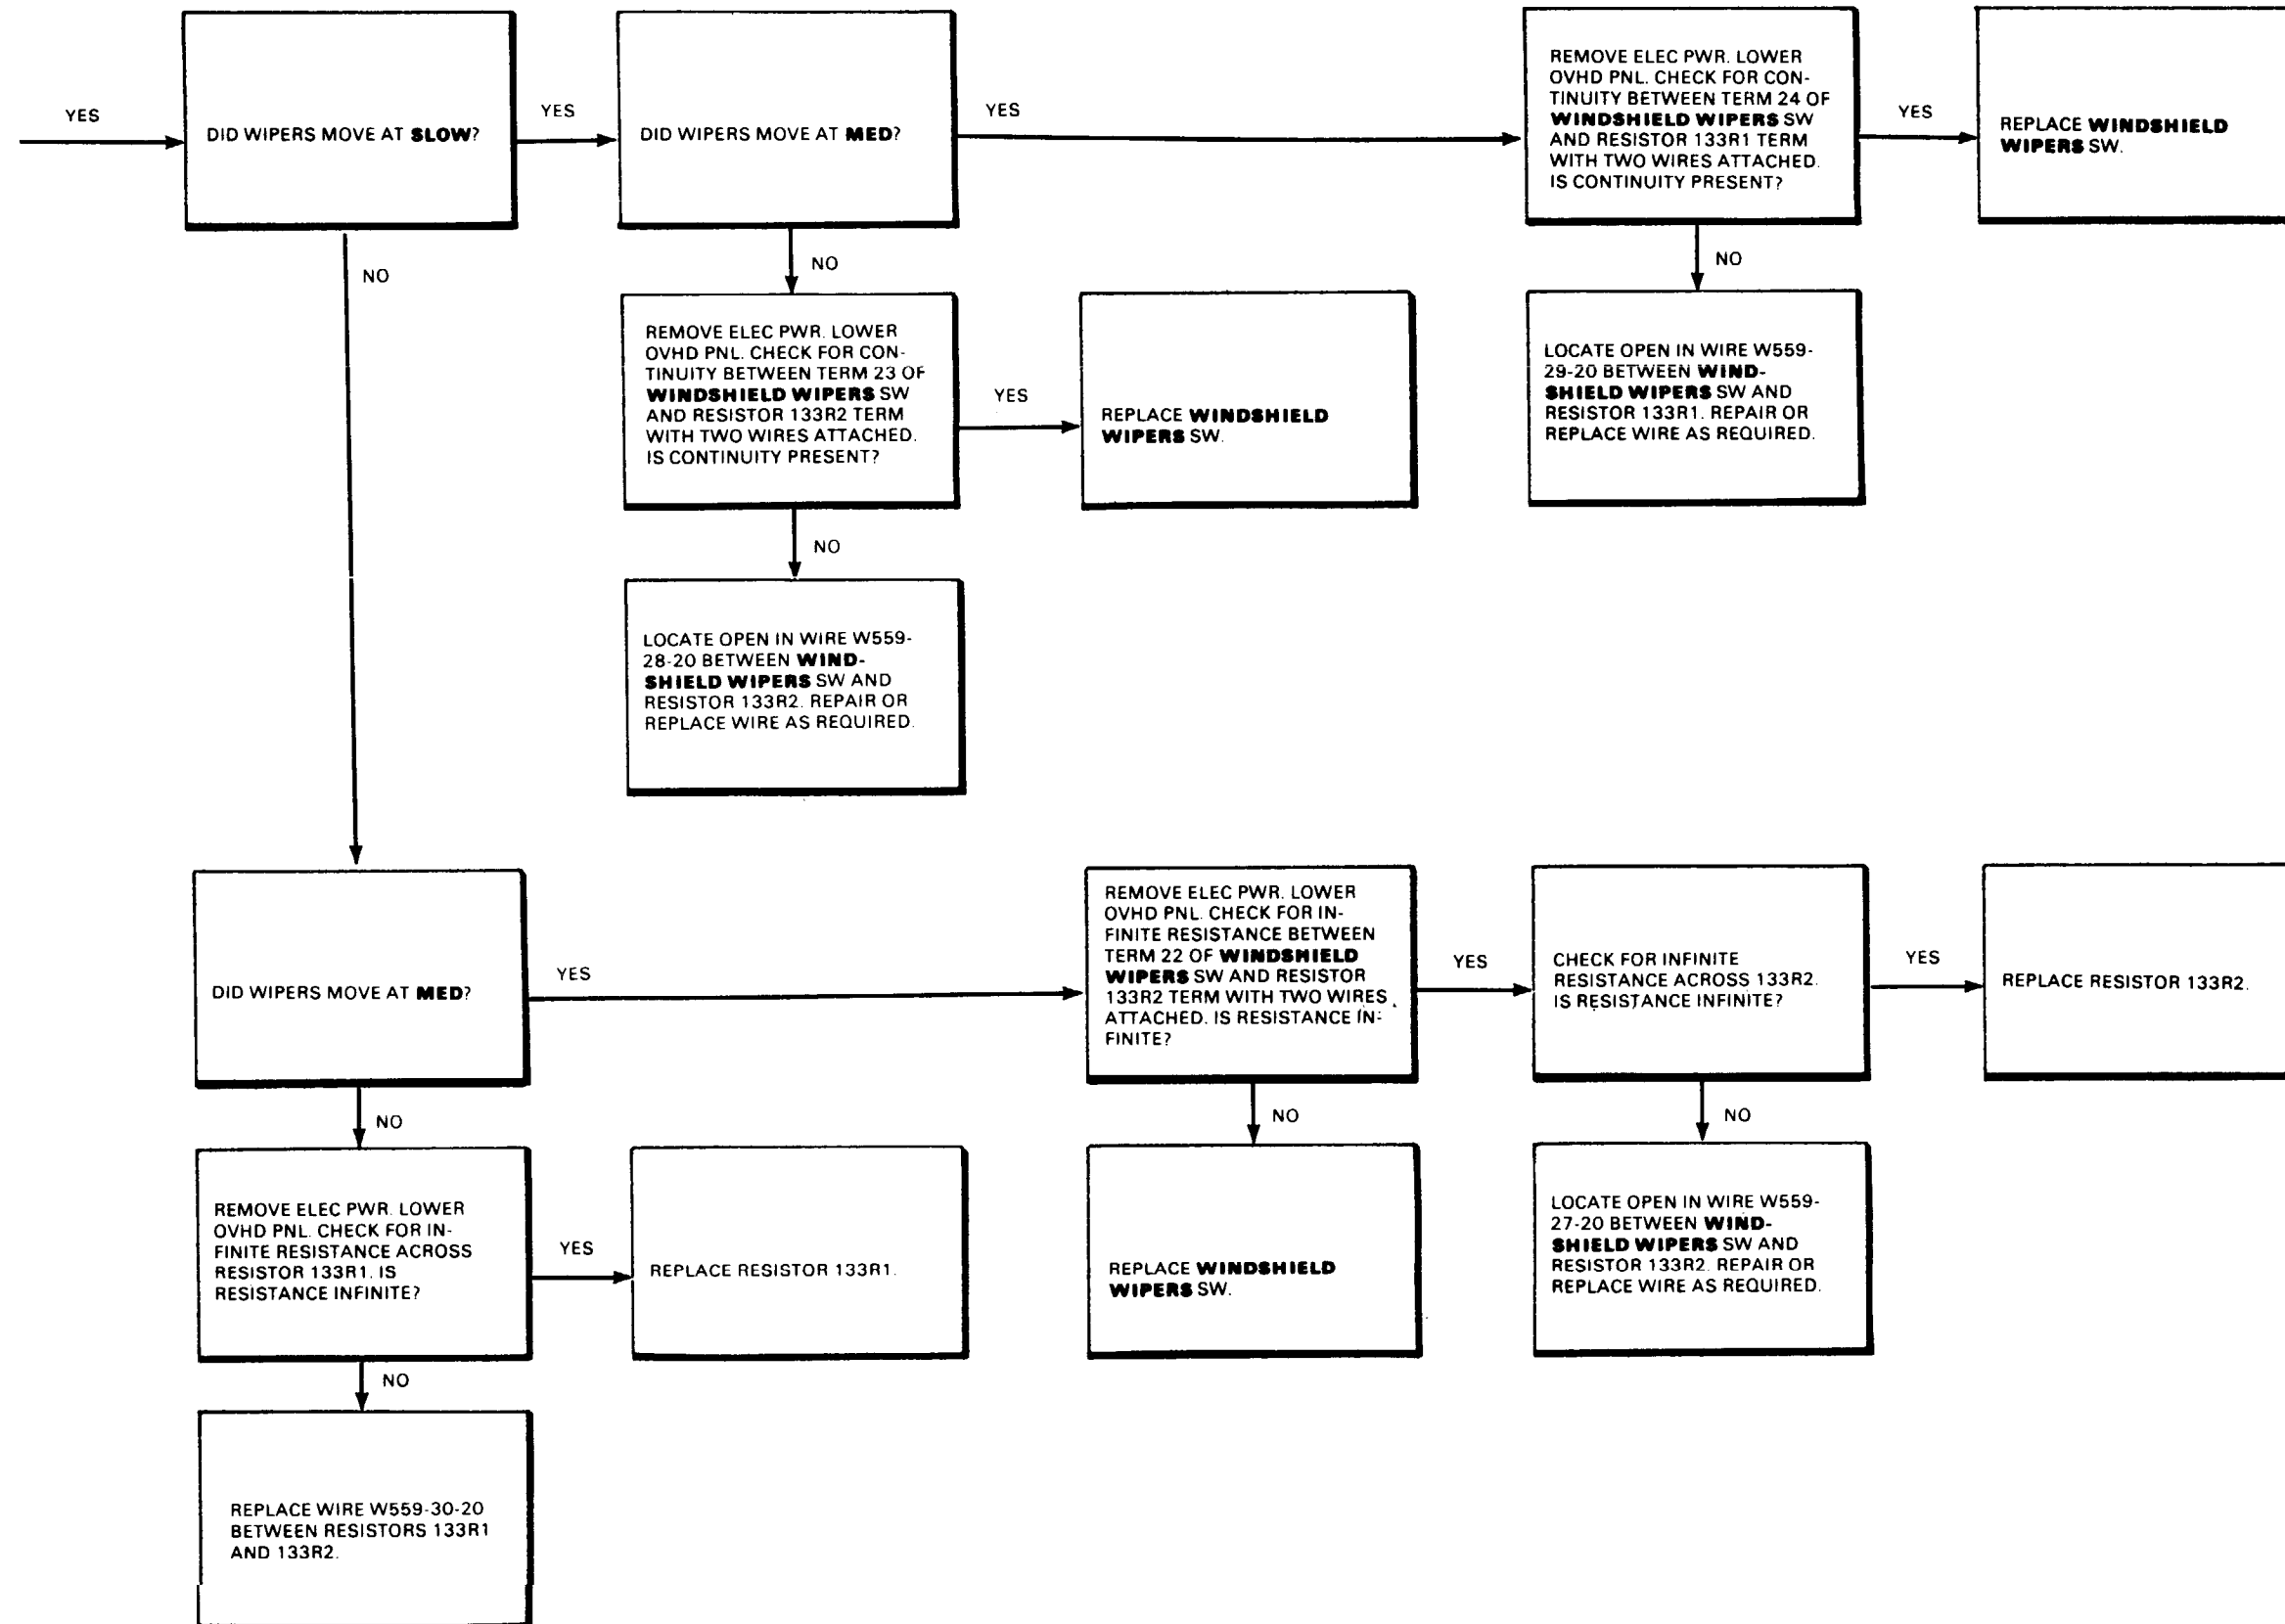 YES
DID WIPERS MOVE AT SLOW?
YES
DID WIPERS MOVE AT MED?
YES
REMOVE ELEC PWR. LOWER
OVHD PNL. CHECK FOR CON-
TINUITY BETWEEN TERM 24 OF
WINDSHIELD WIPERS SW
AND RESISTOR 133R1 TERM
WITH TWO WIRES ATTACHED.
IS CONTINUITY PRESENT?
YES
REPLACE WINDSHIELD
WIPERS SW.
NO
NO
NO
REMOVE ELEC PWR. LOWER
OVHD PNL. CHECK FOR CON-
TINUITY BETWEEN TERM 23 OF
WINDSHIELD WIPERS SW
AND RESISTOR 133R2 TERM
WITH TWO WIRES ATTACHED.
IS CONTINUITY PRESENT?
YES
REPLACE WINDSHIELD
WIPERS SW.
LOCATE OPEN IN WIRE W559-
29-20 BETWEEN WIND-
SHIELD WIPERS SW AND
RESISTOR 133R1. REPAIR OR
REPLACE WIRE AS REQUIRED.
NO
LOCATE OPEN IN WIRE W559-
28-20 BETWEEN WIND-
SHIELD WIPERS SW AND
RESISTOR 133R2. REPAIR OR
REPLACE WIRE AS REQUIRED.
DID WIPERS MOVE AT MED?
YES
REMOVE ELEC PWR. LOWER
OVHD PNL. CHECK FOR IN-
FINITE RESISTANCE BETWEEN
TERM 22 OF WINDSHIELD
WIPERS SW AND RESISTOR
133R2 TERM WITH TWO WIRES
ATTACHED. IS RESISTANCE IN-
FINITE?
YES
CHECK FOR INFINITE
RESISTANCE ACROSS 133R2.
IS RESISTANCE INFINITE?
YES
REPLACE RESISTOR 133R2.
NO
NO
NO
REMOVE ELEC PWR. LOWER
OVHD PNL. CHECK FOR IN-
FINITE RESISTANCE ACROSS
RESISTOR 133R1. IS
RESISTANCE INFINITE?
YES
REPLACE RESISTOR 133R1.
REPLACE WINDSHIELD
WIPERS SW.
LOCATE OPEN IN WIRE W559-
27-20 BETWEEN WIND-
SHIELD WIPERS SW AND
RESISTOR 133R2. REPAIR OR
REPLACE WIRE AS REQUIRED.
NO
REPLACE WIRE W559-30-20
BETWEEN RESISTORS 133R1
AND 133R2.